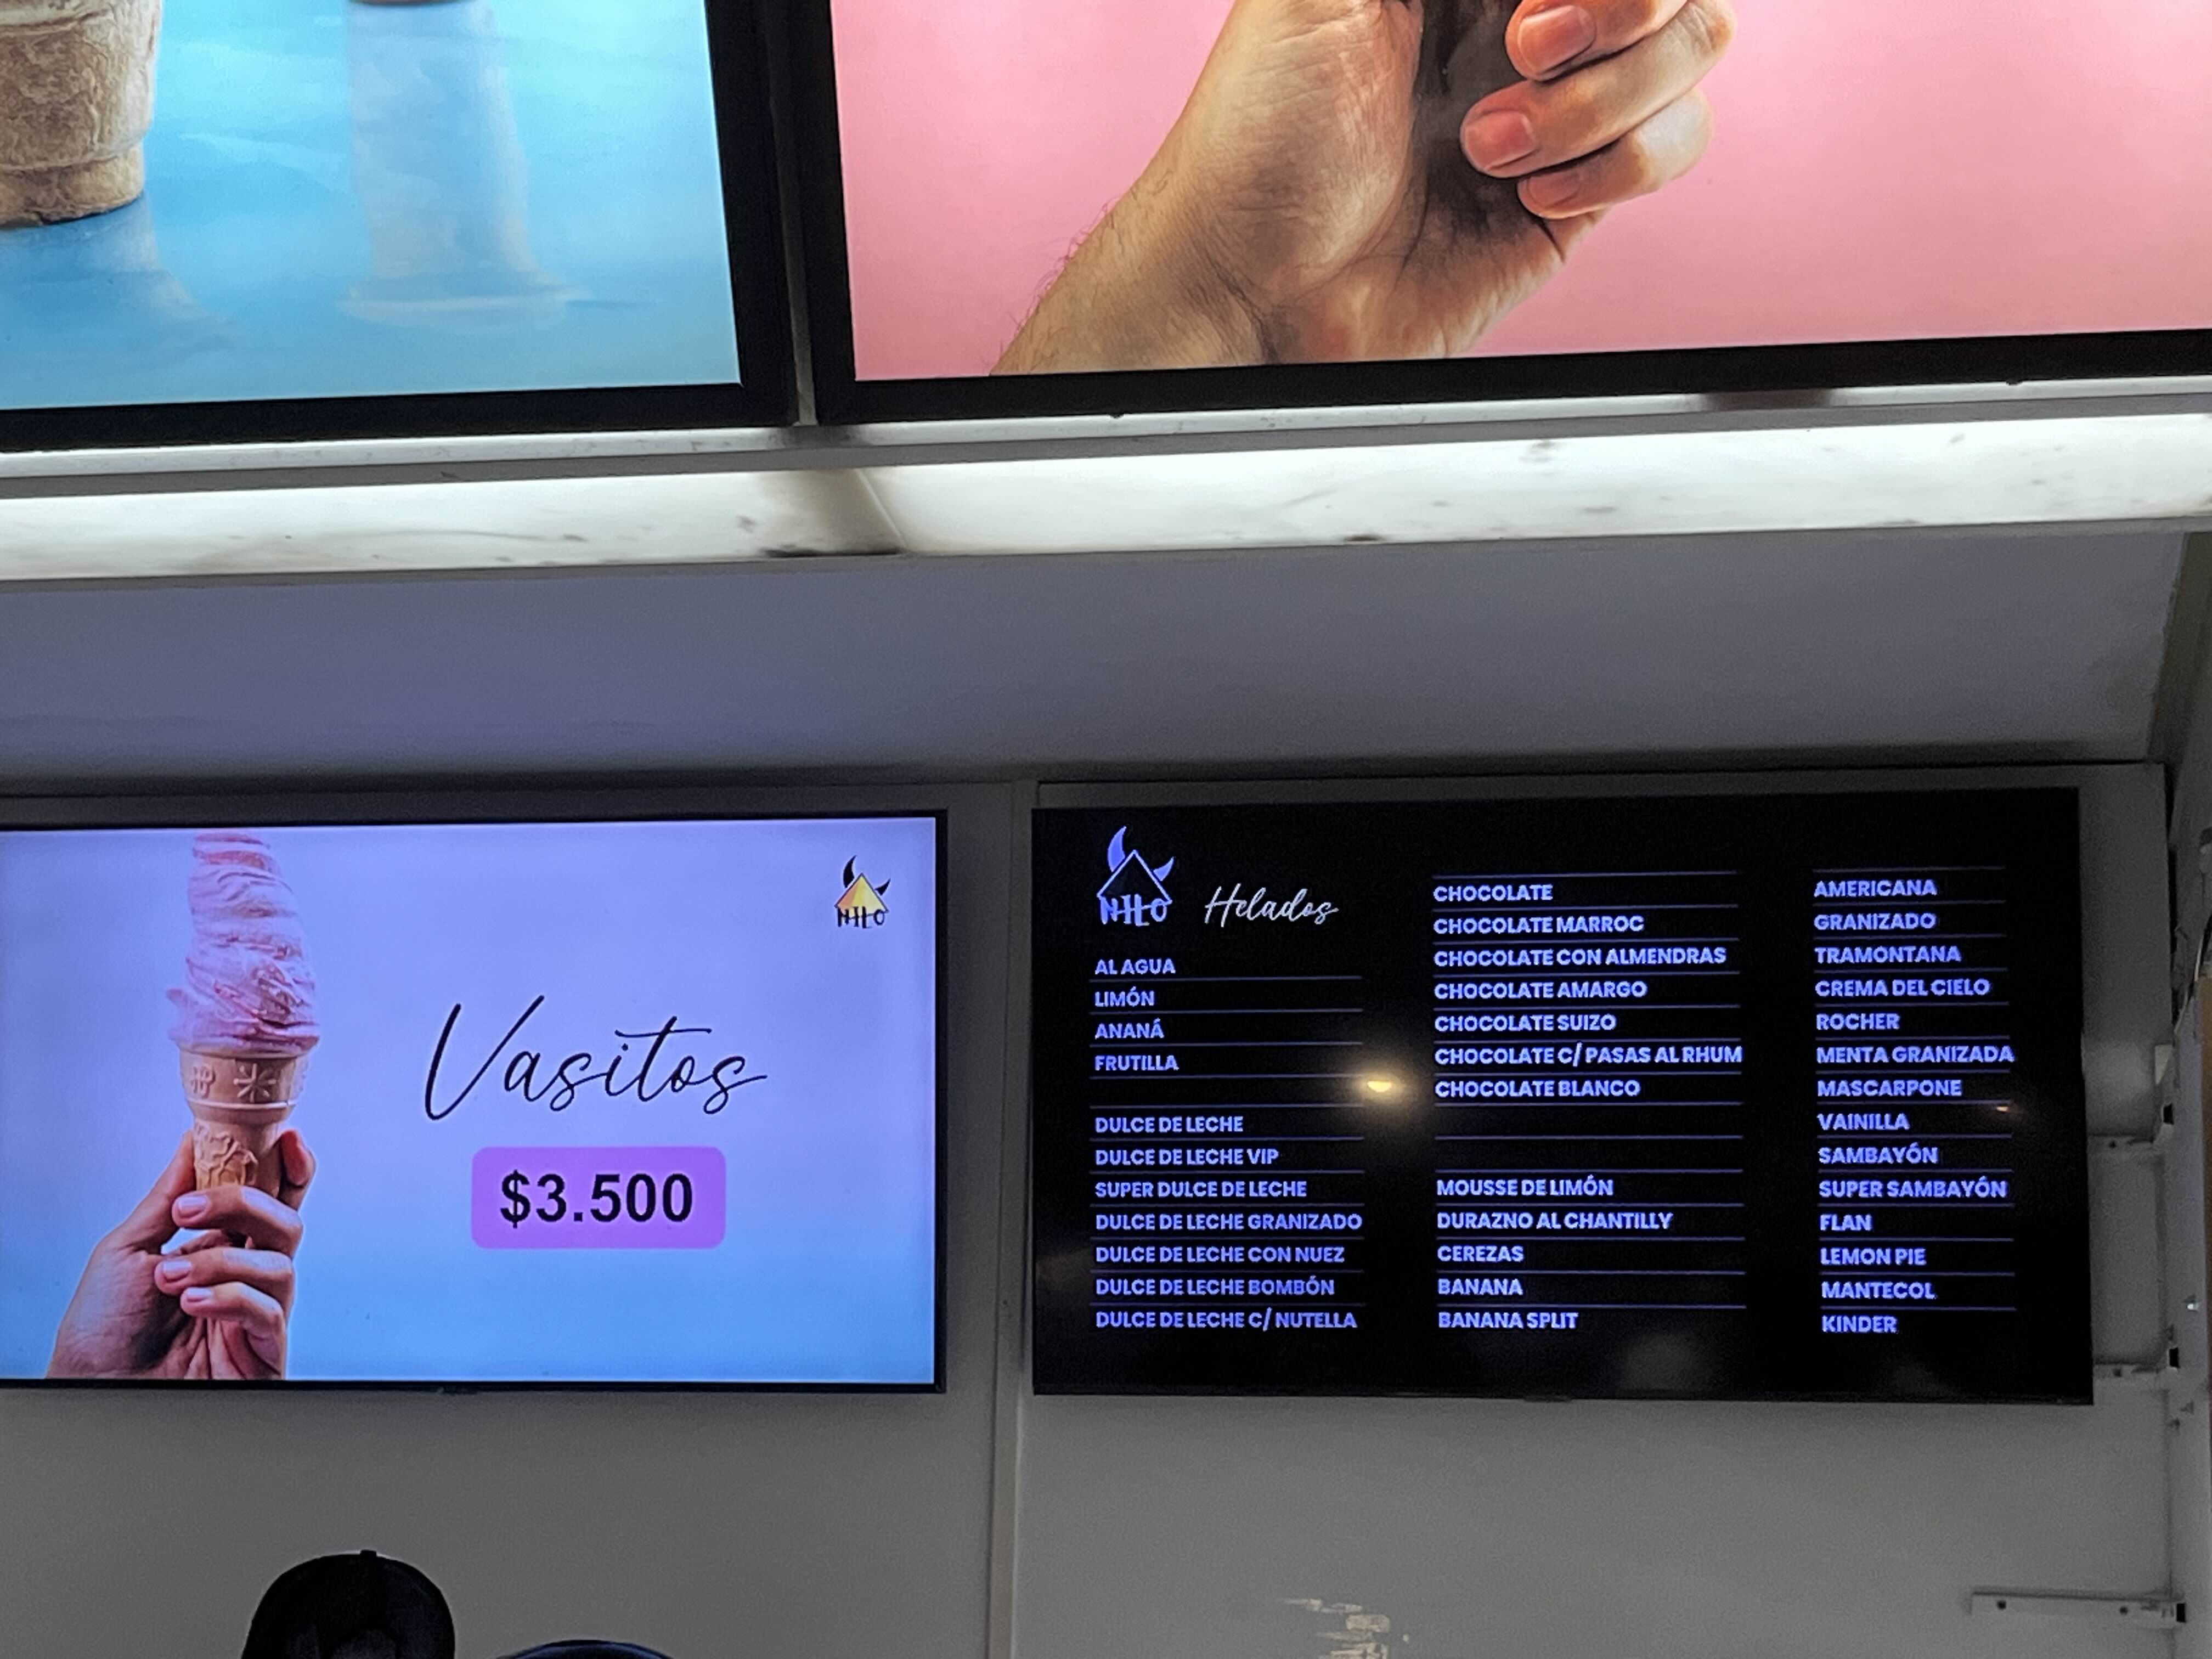 Vasitos
$3.500
NILO
NILO
Helados
AL AGUA
LIMÓN
ANANÁ
FRUTILLA
DULCE DE LECHE
DULCE DE LECHE VIP
SUPER DULCE DE LECHE
DULCE DE LECHE GRANIZADO
DULCE DE LECHE CON NUEZ
DULCE DE LECHE BOMBÓN
DULCE DE LECHE C/ NUTELLA
CHOCOLATE
CHOCOLATE MARROC
CHOCOLATE CON ALMENDRAS
CHOCOLATE AMARGO
CHOCOLATE SUIZO
CHOCOLATE C/ PASAS AL RHUM
CHOCOLATE BLANCO
MOUSSE DE LIMÓN
DURAZNO AL CHANTILLY
CEREZAS
BANANA
BANANA SPLIT
AMERICANA
GRANIZADO
TRAMONTANA
CREMA DEL CIELO
ROCHER
MENTA GRANIZADA
MASCARPONE
VAINILLA
SAMBAYÓN
SUPER SAMBAYÓN
FLAN
LEMON PIE
MANTECOL
KINDER